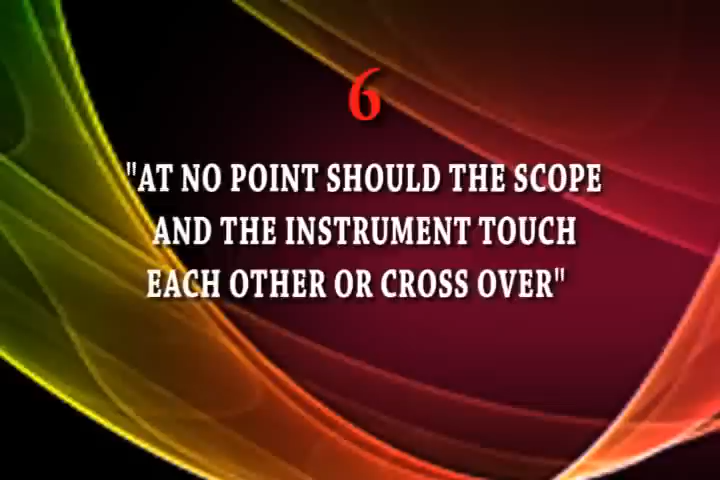 6
"AT NO POINT SHOULD THE SCOPE
AND THE INSTRUMENT TOUCH
EACH OTHER OR CROSS OVER"